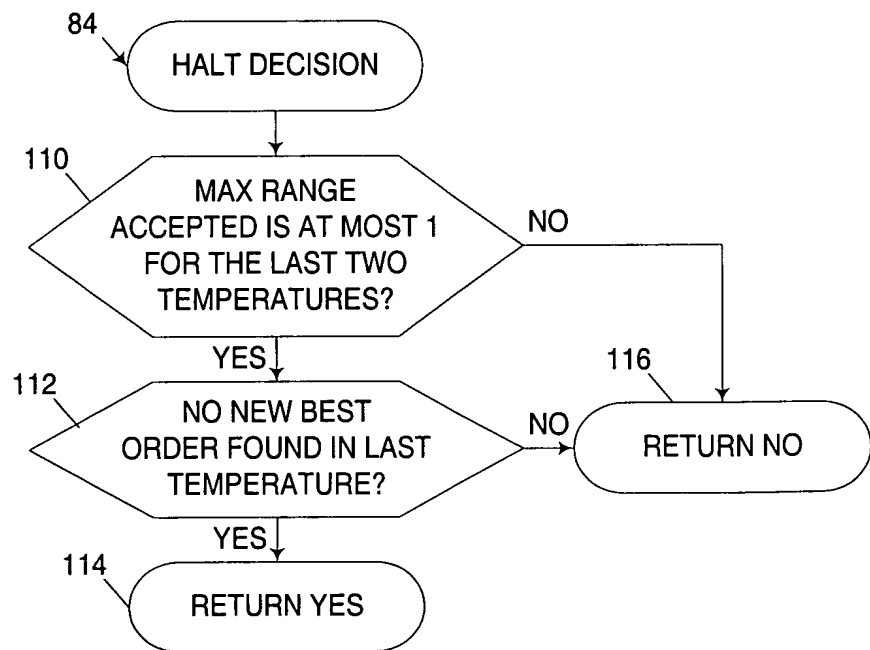 84
HALT DECISION
110
MAX RANGE
ACCEPTED IS AT MOST 1
FOR THE LAST TWO
TEMPERATURES?
NO
YES
112
NO NEW BEST
ORDER FOUND IN LAST
TEMPERATURE?
NO
116
RETURN NO
YES
114
RETURN YES